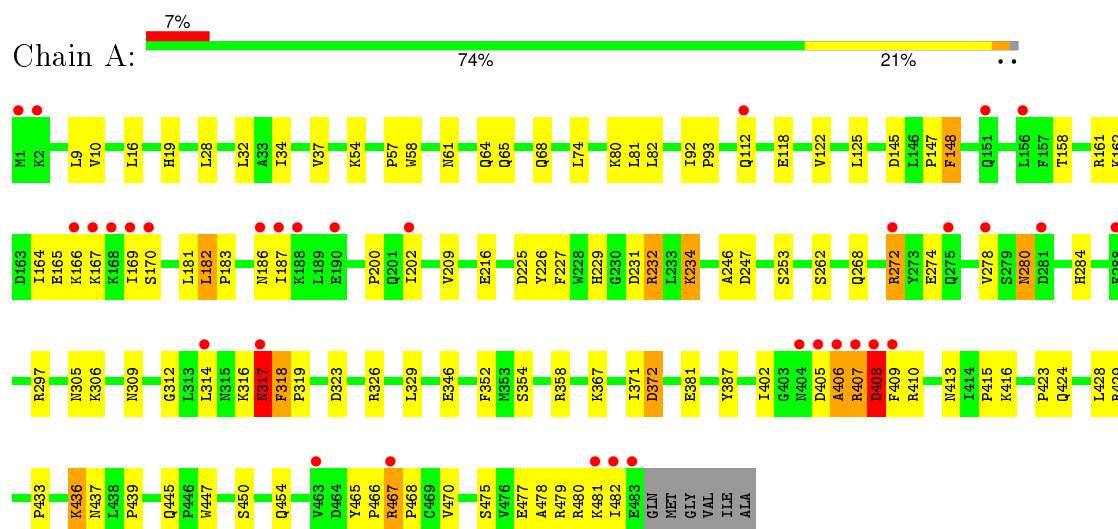 7%
Chain A:
74% 21% • •
M1 K2 L9 V10 L16 H19 L28 L32 A33 I34 V37 K54 P57 W58 N61 Q64 Q65 Q68 L74 K80 L81 L82 I92 P93 Q112 E118 V122 L125 D145 L146 P147 F148 Q151 L156 F157 T158 R161 K162
D163 I164 E165 K166 K167 K168 I169 S170 L181 L182 P183 N186 I187 K188 L189 E190 P200 Q201 I202 V209 E216 D225 Y226 F227 W228 H229 G230 D231 R232 L233 K234 A246 D247 S253 S262 Q268 R272 Y273 E274 Q275 V278 S279 N280 D281 H284
R297 N305 K306 N309 G312 L313 L314 N315 K316 N317 F318 P319 D323 R326 L329 E346 F352 M353 S354 R358 K367 I371 D372 E381 Y387 I402 G403 N404 D405 A406 R407 D408 F409 R410 N413 I414 P415 K416 P423 Q424 L428
P433 K436 N437 L438 P439 Q445 P446 W447 S450 Q454 V463 D464 Y465 P466 R467 P468 C469 V470 S475 V476 E477 A478 R479 R480 K481 I482 E483 GLN MET GLY VAL ILE ALA